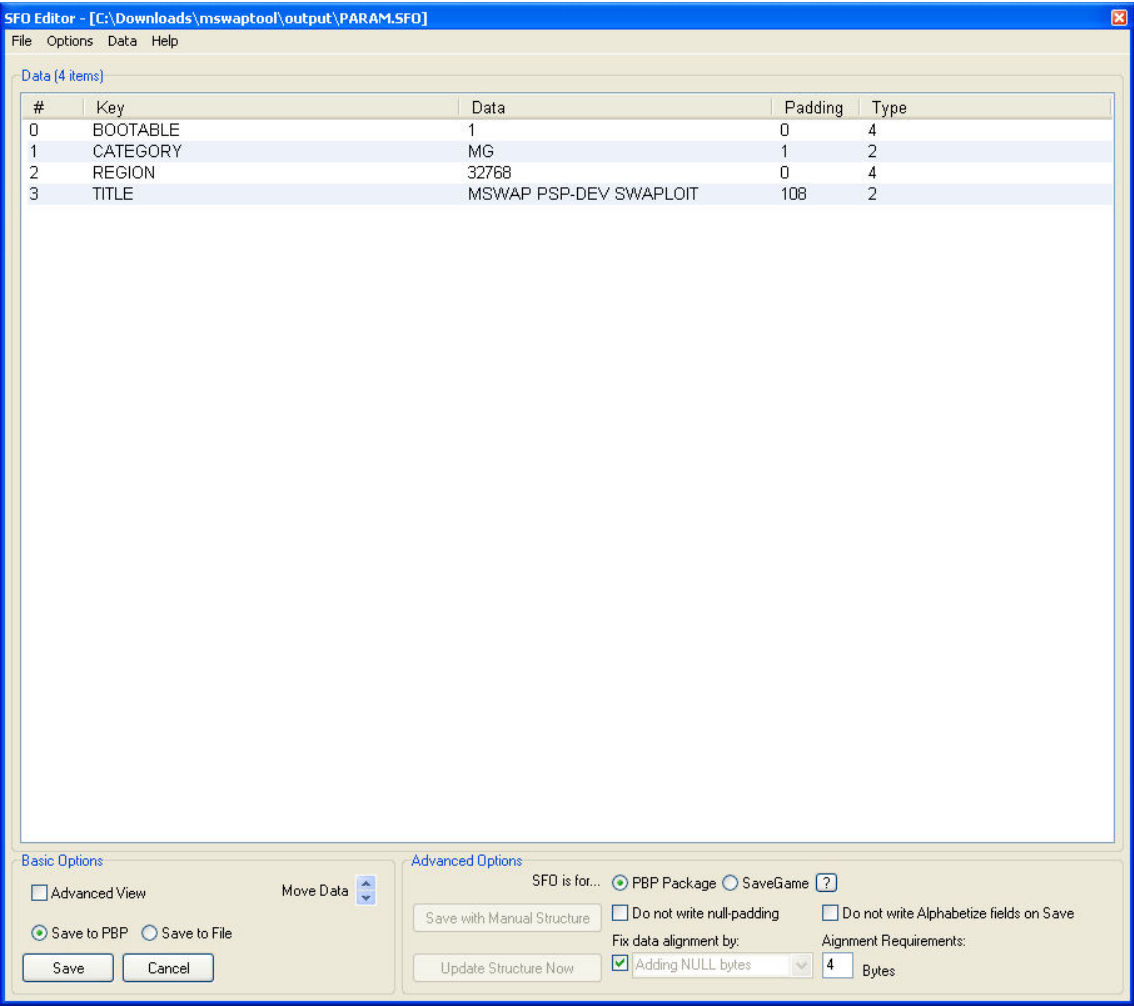 SFO Editor - [C:\Downloads\mswaptool\output\PARAM.SFO]
File Options Data Help
Data (4 items)
# Key Data Padding Type
0 BOOTABLE 1 0 4
1 CATEGORY MG 1 2
2 REGION 32768 0 4
3 TITLE MSWAP PSP-DEV SWAPLOIT 108 2
Basic Options
Advanced View Move Data
Save to PBP Save to File
Save Cancel
Advanced Options
SFO is for... PBP Package SaveGame ?
Save with Manual Structure Do not write null-padding Do not write Alphabetize fields on Save
Fix data alignment by: Aignment Requirements:
Update Structure Now Adding NULL bytes 4 Bytes